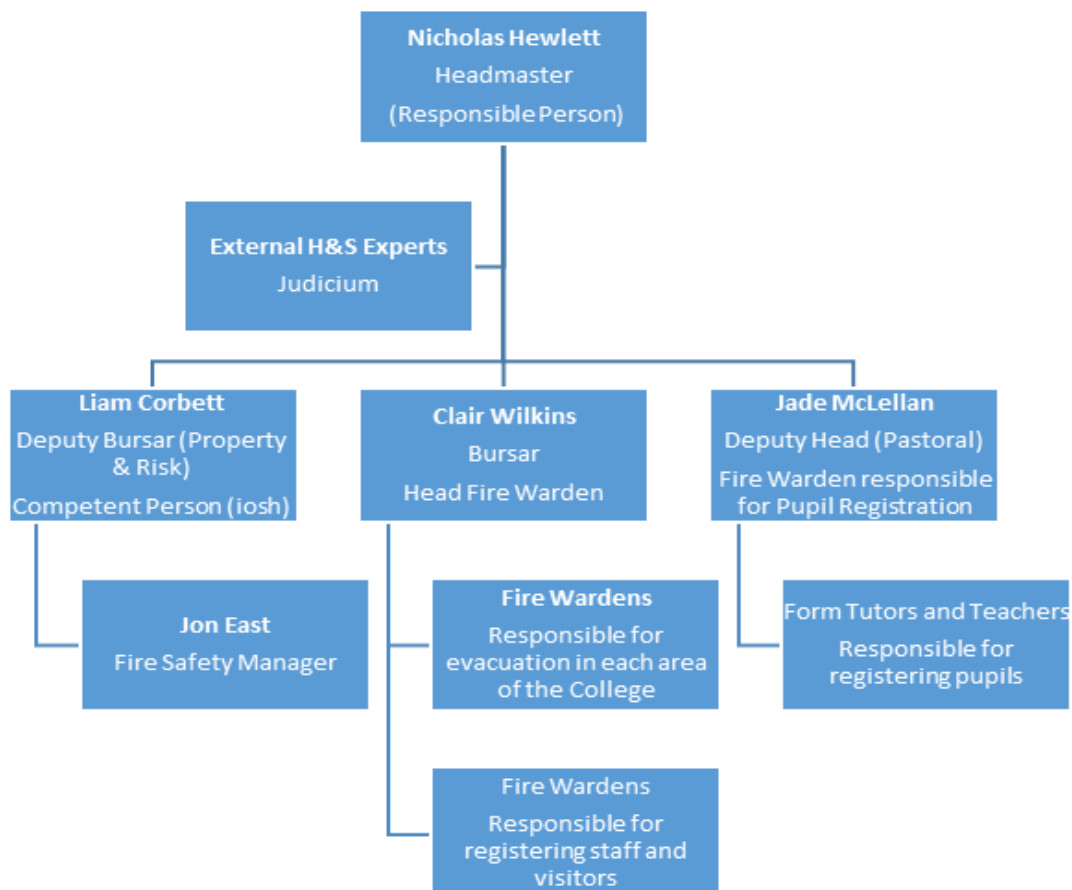 Nicholas Hewlett
Headmaster
(Responsible Person)
External H&S Experts
Judicium
Liam Corbett
Deputy Bursar (Property
& Risk)
Competent Person (iosh)
Clair Wilkins
Bursar
Head Fire Warden
Jade McLellan
Deputy Head (Pastoral)
Fire Warden responsible
for Pupil Registration
Jon East
Fire Safety Manager
Fire Wardens
Responsible for
evacuation in each area
of the College
Form Tutors and Teachers
Responsible for
registering pupils
Fire Wardens
Responsible for
registering staff and
visitors